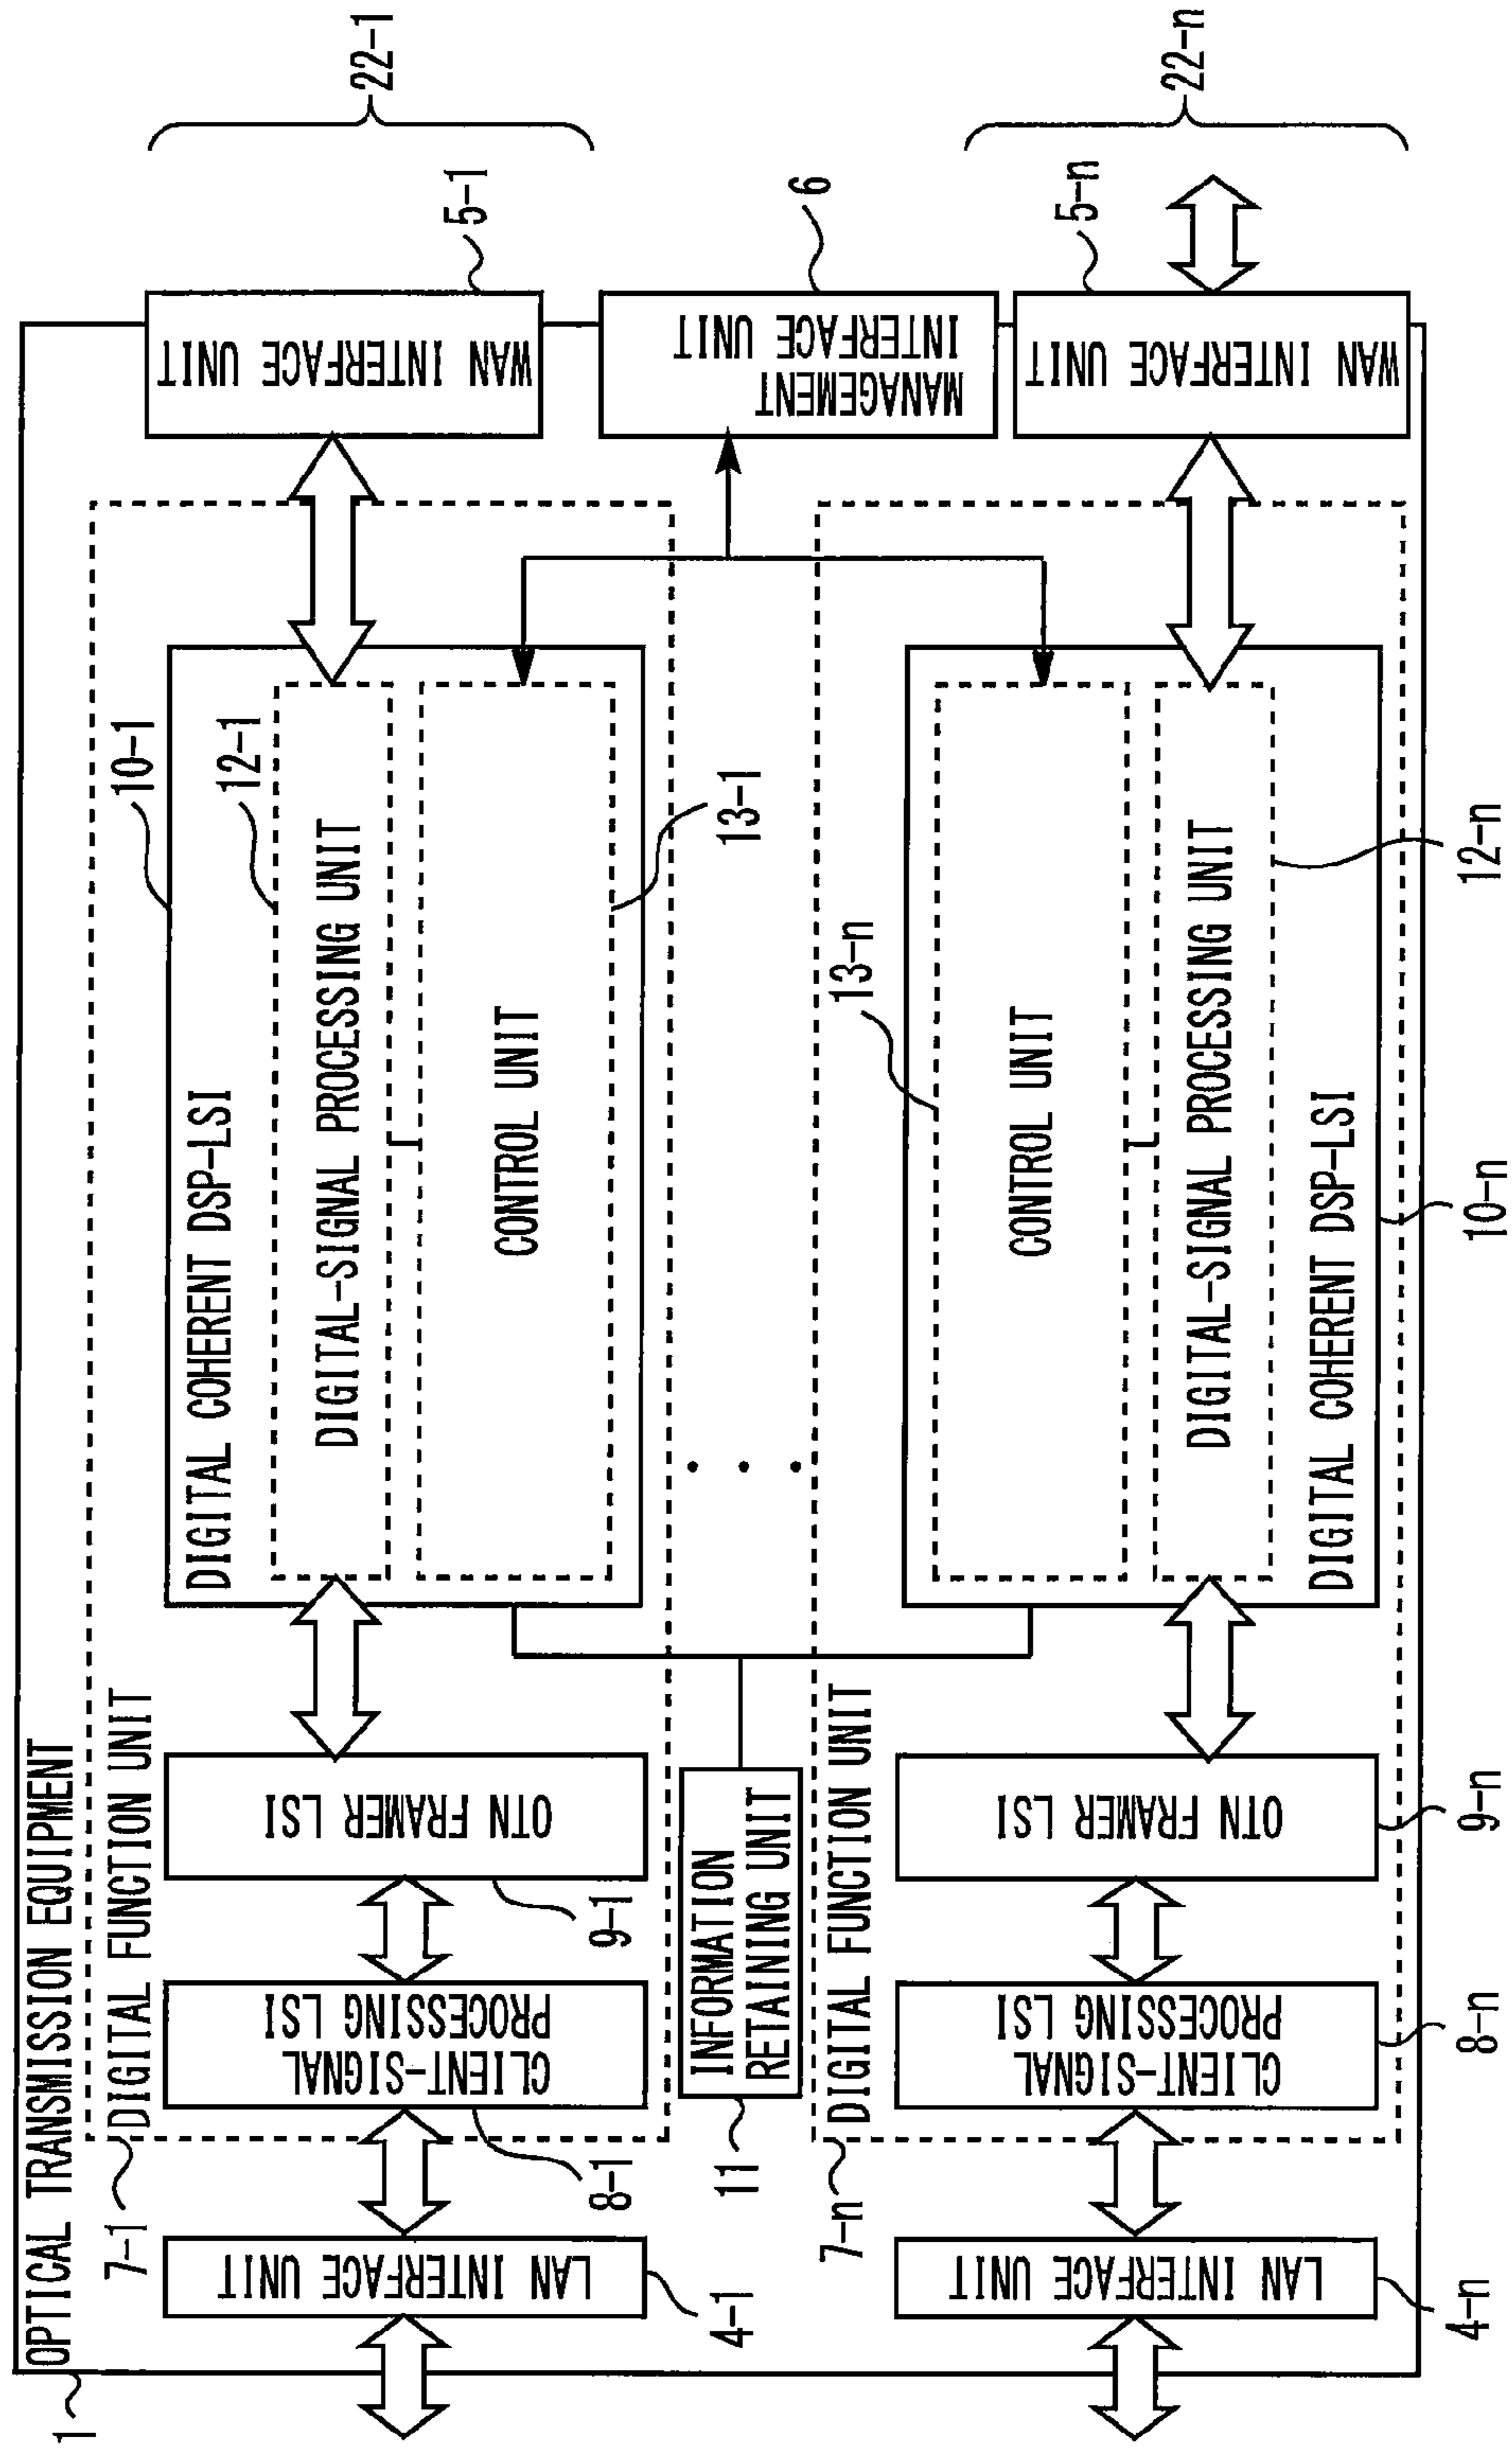 OPTICAL TRANSMISSION EQUIPMENT
1
DIGITAL FUNCTION UNIT
7-1
LAN INTERFACE UNIT
4-1
CLIENT-SIGNAL
PROCESSING LSI
8-1
OTN FRAMER LSI
9-1
DIGITAL COHERENT DSP-LSI
10-1
DIGITAL-SIGNAL PROCESSING UNIT
12-1
CONTROL UNIT
13-1
WAN INTERFACE UNIT
5-1
22-1
INFORMATION
RETAINING UNIT
11
MANAGEMENT
INTERFACE UNIT
6
DIGITAL FUNCTION UNIT
7-n
LAN INTERFACE UNIT
4-n
CLIENT-SIGNAL
PROCESSING LSI
8-n
OTN FRAMER LSI
9-n
CONTROL UNIT
13-n
DIGITAL-SIGNAL PROCESSING UNIT
12-n
DIGITAL COHERENT DSP-LSI
10-n
WAN INTERFACE UNIT
5-n
22-n